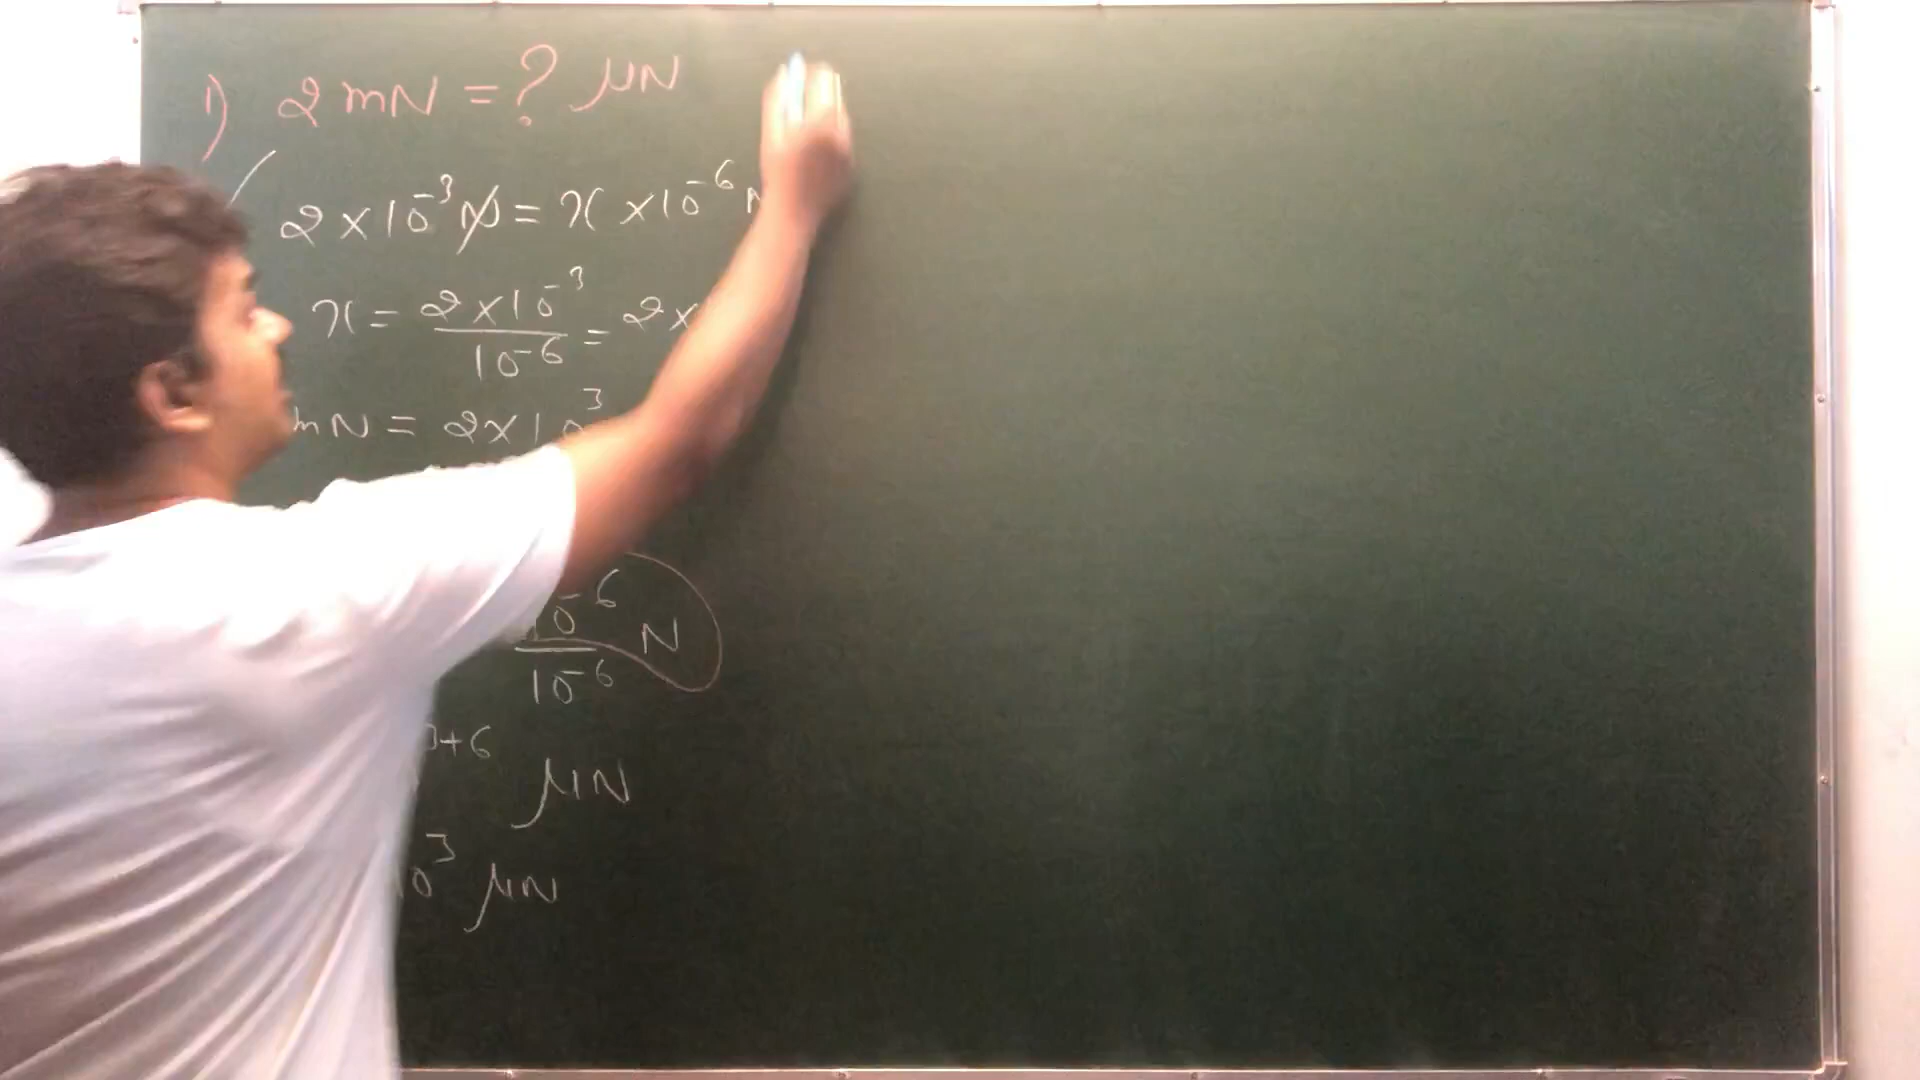 1) 2 mN = ? μN
2 × 10⁻³ N = x × 10⁻⁶ N
x = 2 × 10⁻³ / 10⁻⁶ = 2 ×
mN = 2 × 10³
10⁻⁶ / 10⁻⁶ N
+6 μN
10³ μN